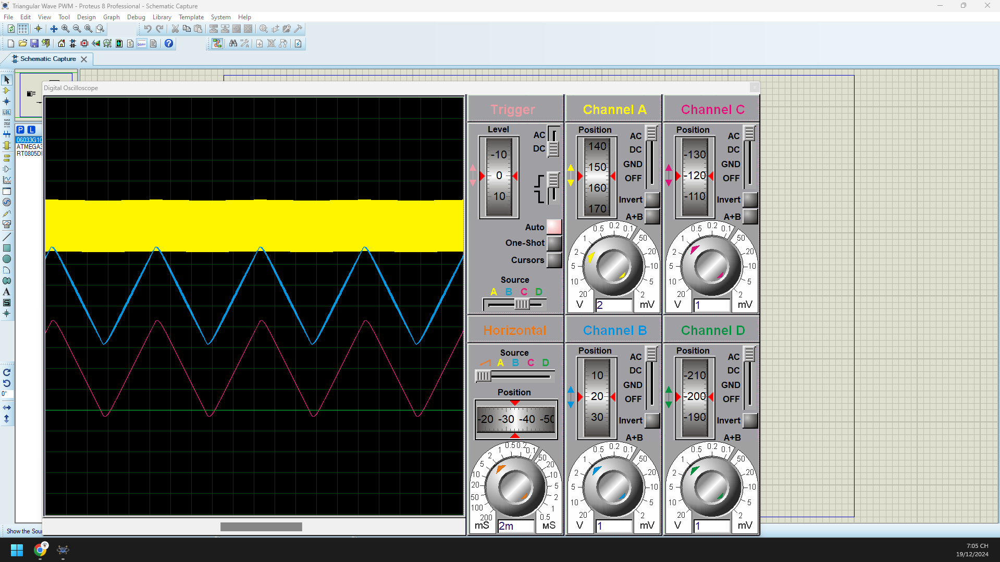 Triangular Wave PWM - Proteus 8 Professional - Schematic Capture
File Edit View Tool Design Graph Debug Library Template System Help
Schematic Capture
Digital Oscilloscope
P L
06033G10
ATMEGA3
RT0805D
LBL
A
S
0°
Show the Sou
Trigger
Level
-10
0
10
AC
DC
Auto
One-Shot
Cursors
Source
A B C D
Channel A
Position
140
150
160
170
AC
DC
GND
OFF
Invert
A+B
0.5 0.2 0.1
1 50
2 20
5 10
10 5
20 2
V 2 mV
Channel C
Position
-130
-120
-110
AC
DC
GND
OFF
Invert
A+B
0.5 0.2 0.1
1 50
2 20
5 10
10 5
20 2
V 1 mV
Horizontal
Source
A B C D
Position
-20 -30 -40 -50
0.5 0.2 0.1
1 50
2 20
5 10
10 5
20 2
50 1
100 0.5
200
mS 2m µS
Channel B
Position
10
20
30
AC
DC
GND
OFF
Invert
A+B
0.5 0.2 0.1
1 50
2 20
5 10
10 5
20 2
V 1 mV
Channel D
Position
-210
-200
-190
AC
DC
GND
OFF
Invert
A+B
0.5 0.2 0.1
1 50
2 20
5 10
10 5
20 2
V 1 mV
7:05 CH
19/12/2024